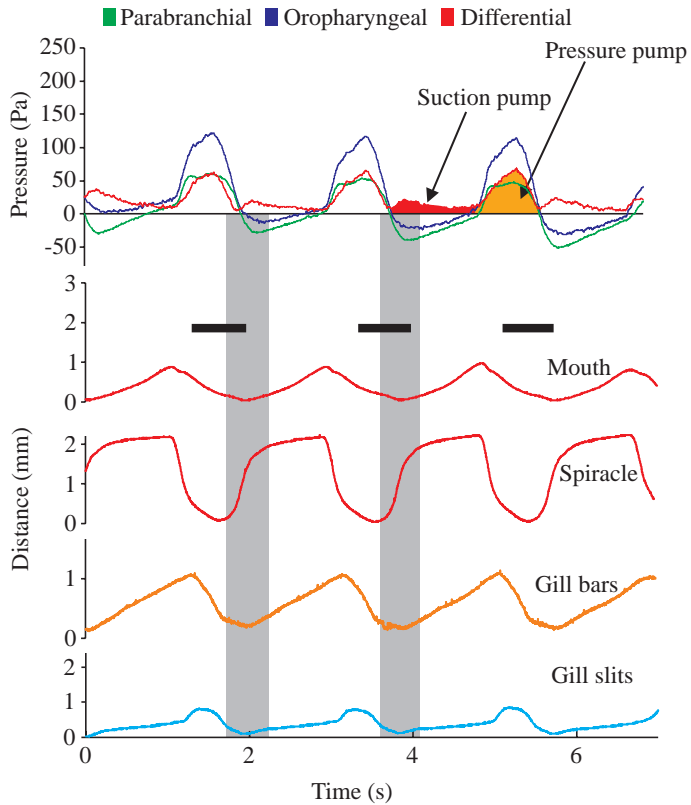 Parabranchial Oropharyngeal Differential
Pressure pump
Suction pump
Pressure (Pa)
250
200
150
100
50
0
-50
Mouth
3
2
1
0
Spiracle
2
1
0
Distance (mm)
Gill bars
1
0
Gill slits
2
1
0
0 2 4 6
Time (s)